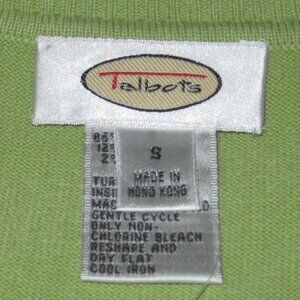 Talbots
S
MADE IN
HONG KONG
GENTLE CYCLE
ONLY NON-
CHLORINE BLEACH
RESHAPE AND
DRY FLAT
COOL IRON